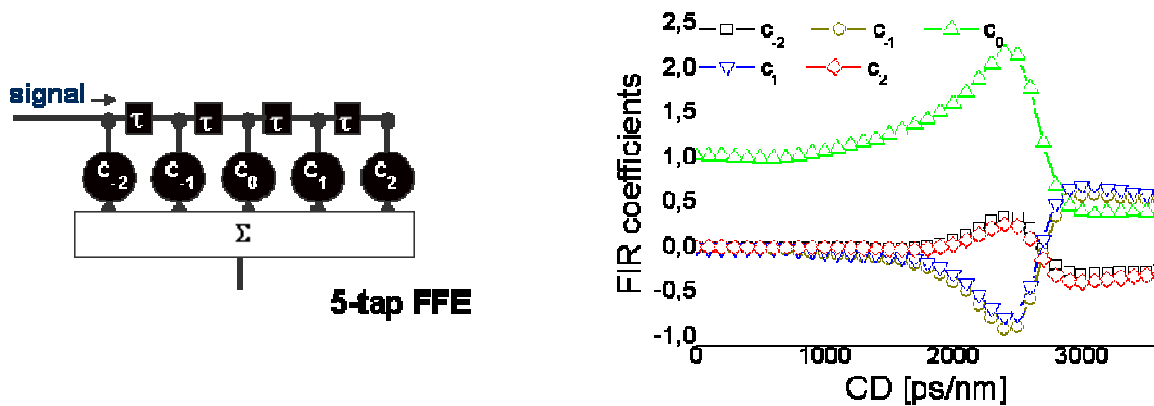 signal
τ τ τ τ
C-2 C-1 C0 C1 C2
Σ
5-tap FFE
2,5
2,0
1,5
1,0
0,5
0,0
-0,5
-1,0
FIR coefficients
C-2 C-1 C0
C1 C2
0 1000 2000 3000
CD [ps/nm]